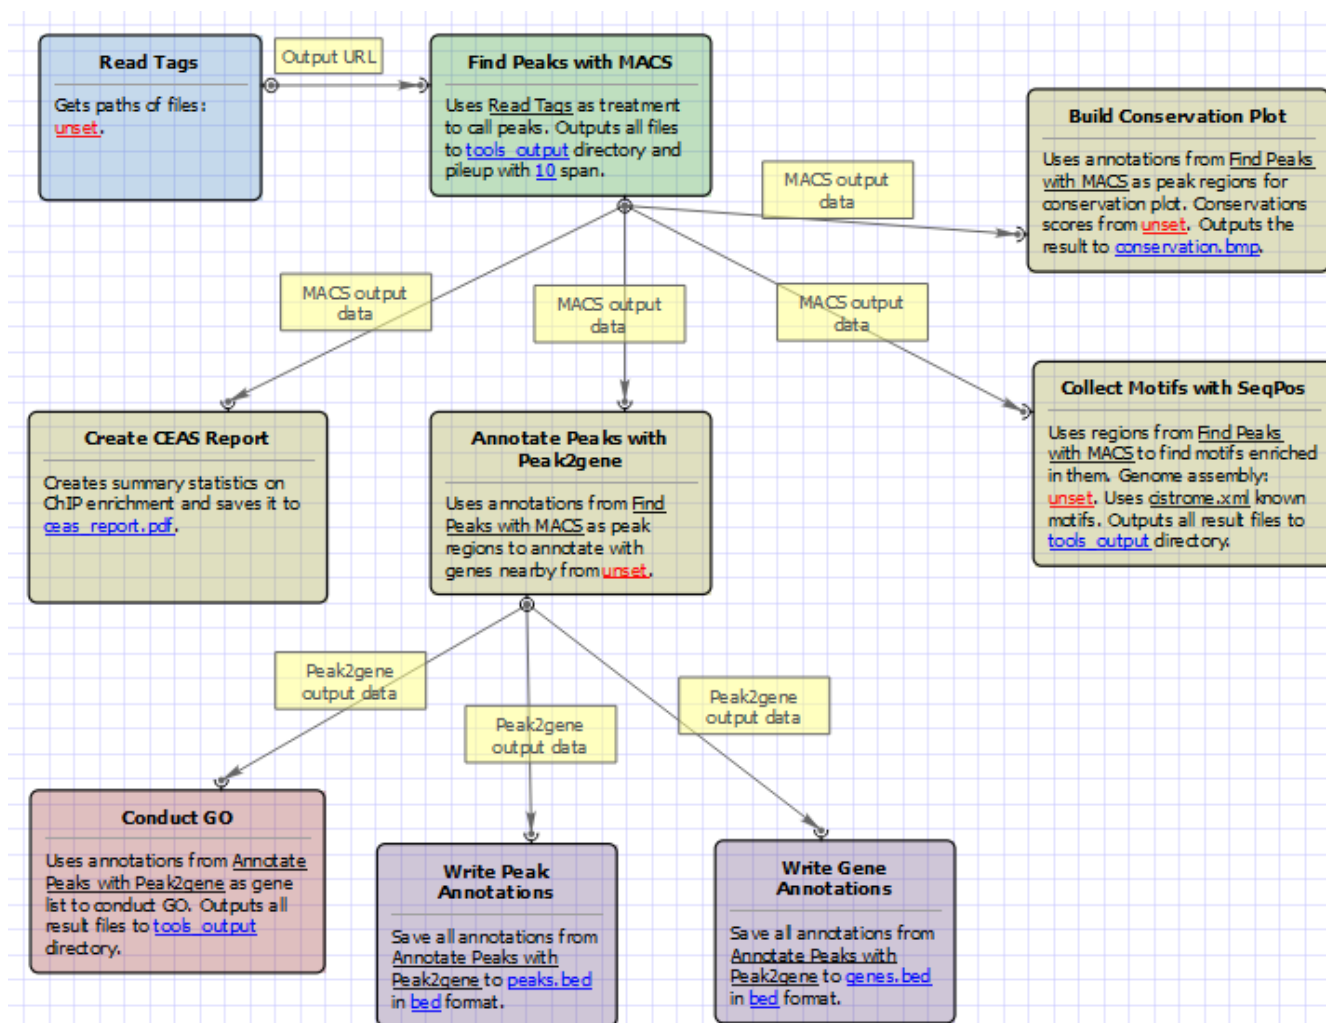 Read Tags
Gets paths of files:
unset.
Output URL
Find Peaks with MACS
Uses Read Tags as treatment
to call peaks. Outputs all files
to tools_output directory and
pileup with 10 span.
MACS output
data
Build Conservation Plot
Uses annotations from Find Peaks
with MACS as peak regions for
conservation plot. Conservations
scores from unset. Outputs the
result to conservation.bmp.
MACS output
data
MACS output
data
MACS output
data
Create CEAS Report
Creates summary statistics on
ChIP enrichment and saves it to
ceas_report.pdf.
Annotate Peaks with
Peak2gene
Uses annotations from Find
Peaks with MACS as peak
regions to annotate with
genes nearby from unset.
Collect Motifs with SeqPos
Uses regions from Find Peaks
with MACS to find motifs enriched
in them. Genome assembly:
unset. Uses cistrome.xml known
motifs. Outputs all result files to
tools_output directory.
Peak2gene
output data
Peak2gene
output data
Peak2gene
output data
Conduct GO
Uses annotations from Annotate
Peaks with Peak2gene as gene
list to conduct GO. Outputs all
result files to tools_output
directory.
Write Peak
Annotations
Save all annotations from
Annotate Peaks with
Peak2gene to peaks.bed
in bed format.
Write Gene
Annotations
Save all annotations from
Annotate Peaks with
Peak2gene to genes.bed
in bed format.